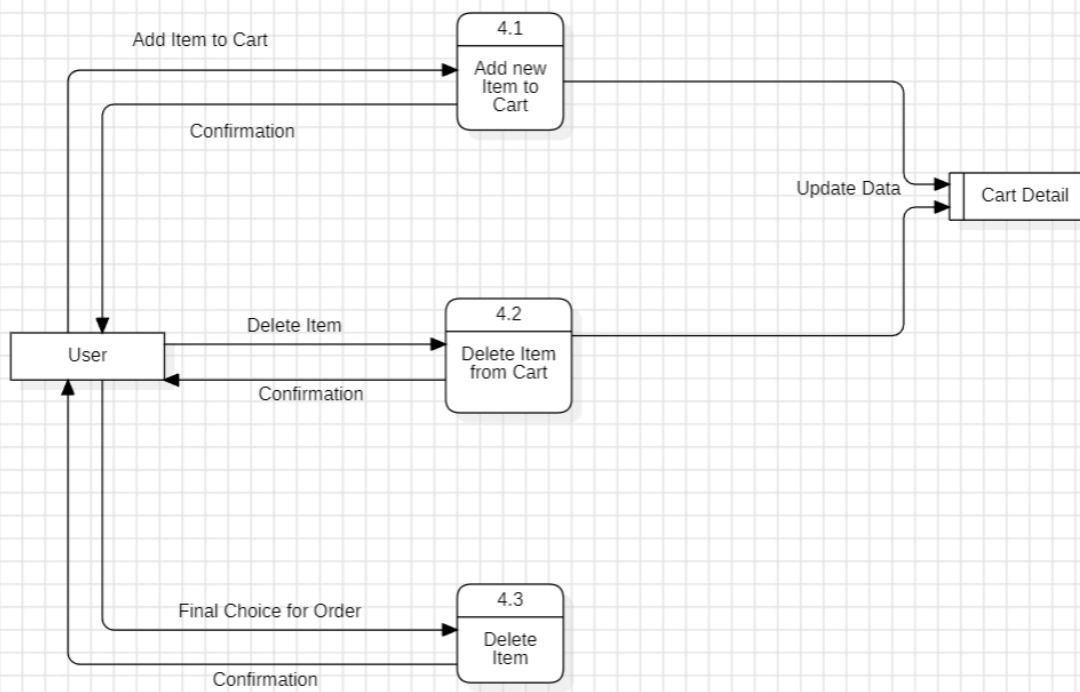 4.1
Add Item to Cart
Add new
Item to
Cart
Confirmation
Update Data
Cart Detail
4.2
Delete Item
User
Delete Item
from Cart
Confirmation
4.3
Final Choice for Order
Delete
Item
Confirmation